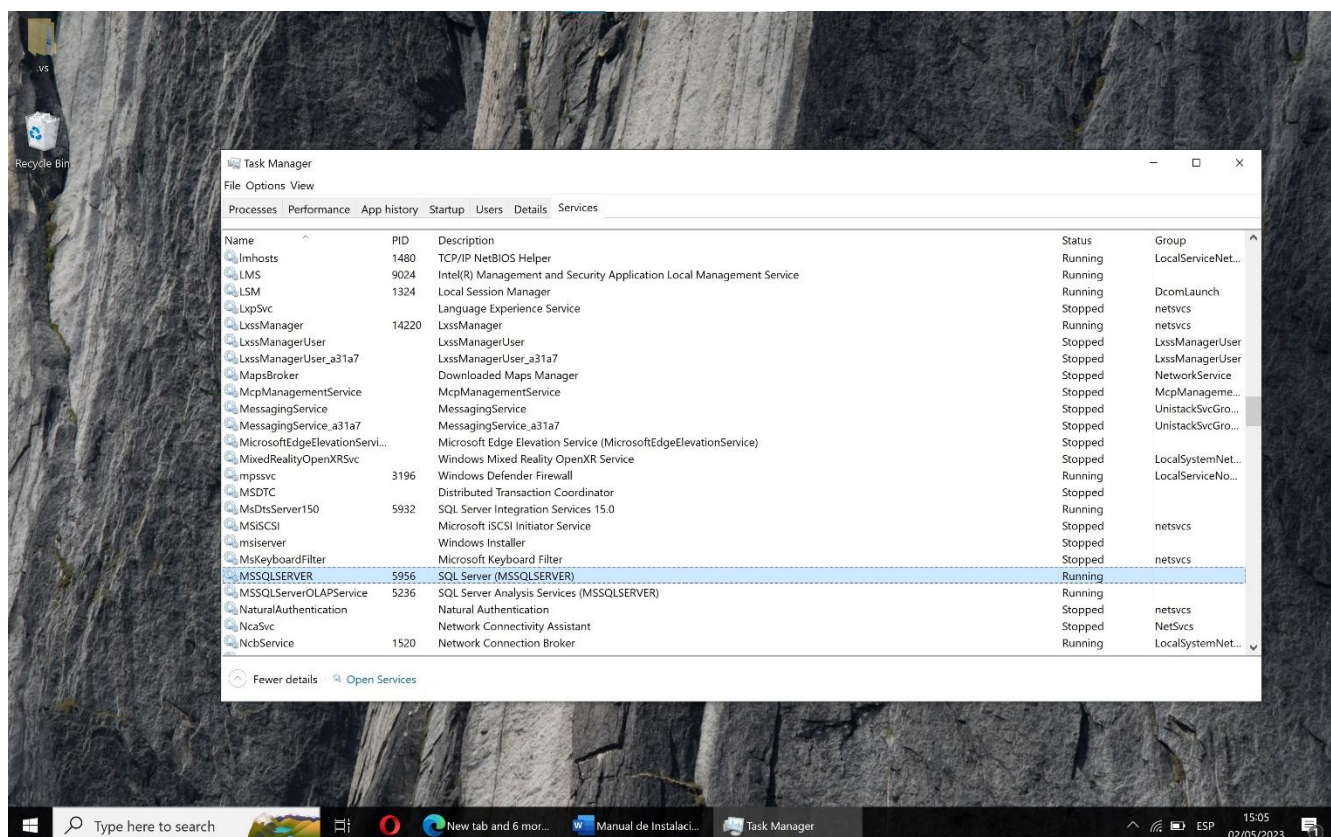 .vs
Recycle Bin
Task Manager
File Options View
Processes Performance App history Startup Users Details Services
Name PID Description Status Group
lmhosts 1480 TCP/IP NetBIOS Helper Running LocalServiceNet...
LMS 9024 Intel(R) Management and Security Application Local Management Service Running
LSM 1324 Local Session Manager Running DcomLaunch
LxpSvc Language Experience Service Stopped netsvcs
LxssManager 14220 LxssManager Running netsvcs
LxssManagerUser LxssManagerUser Stopped LxssManagerUser
LxssManagerUser_a31a7 LxssManagerUser_a31a7 Stopped LxssManagerUser
MapsBroker Downloaded Maps Manager Stopped NetworkService
McpManagementService McpManagementService Stopped McpManageme...
MessagingService MessagingService Stopped UnistackSvcGro...
MessagingService_a31a7 MessagingService_a31a7 Stopped UnistackSvcGro...
MicrosoftEdgeElevationServi... Microsoft Edge Elevation Service (MicrosoftEdgeElevationService) Stopped
MixedRealityOpenXRSvc Windows Mixed Reality OpenXR Service Stopped LocalSystemNet...
mpssvc 3196 Windows Defender Firewall Running LocalServiceNo...
MSDTC Distributed Transaction Coordinator Stopped
MsDtsServer150 5932 SQL Server Integration Services 15.0 Running
MSiSCSI Microsoft iSCSI Initiator Service Stopped netsvcs
msiserver Windows Installer Stopped
MsKeyboardFilter Microsoft Keyboard Filter Stopped netsvcs
MSSQLSERVER 5956 SQL Server (MSSQLSERVER) Running
MSSQLServerOLAPService 5236 SQL Server Analysis Services (MSSQLSERVER) Running
NaturalAuthentication Natural Authentication Stopped netsvcs
NcaSvc Network Connectivity Assistant Stopped NetSvcs
NcbService 1520 Network Connection Broker Running LocalSystemNet...
Fewer details Open Services
Type here to search New tab and 6 mor... Manual de Instalaci... Task Manager ESP 15:05
02/05/2023